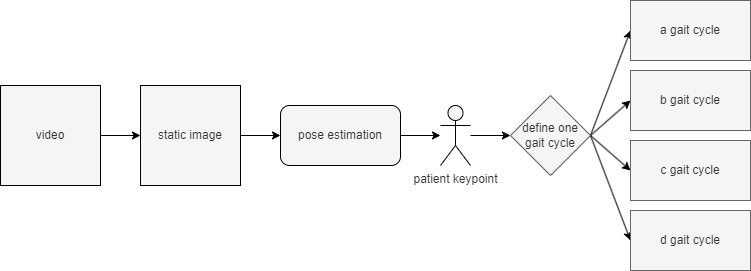 video
static image
pose estimation
patient keypoint
define one
gait cycle
a gait cycle
b gait cycle
c gait cycle
d gait cycle